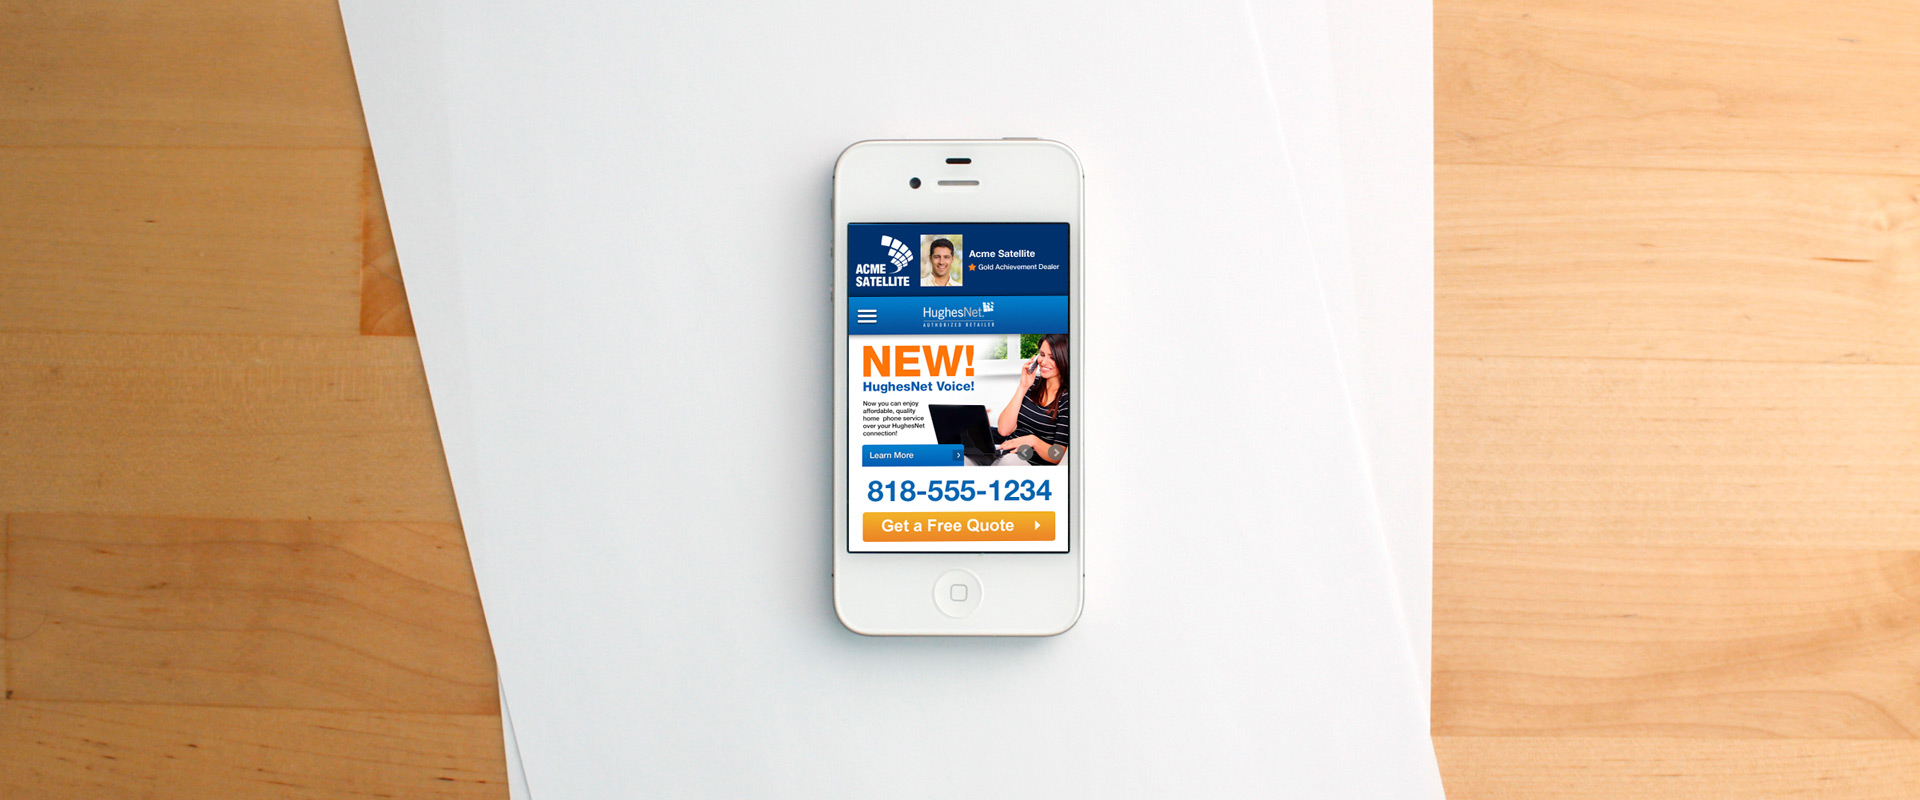 ACME
SATELLITE
Acme Satellite
Gold Achievement Dealer
HughesNet.
AUTHORIZED RETAILER
NEW!
HughesNet Voice!
Now you can enjoy
affordable, quality
home phone service
over your HughesNet
connection!
Learn More
818-555-1234
Get a Free Quote